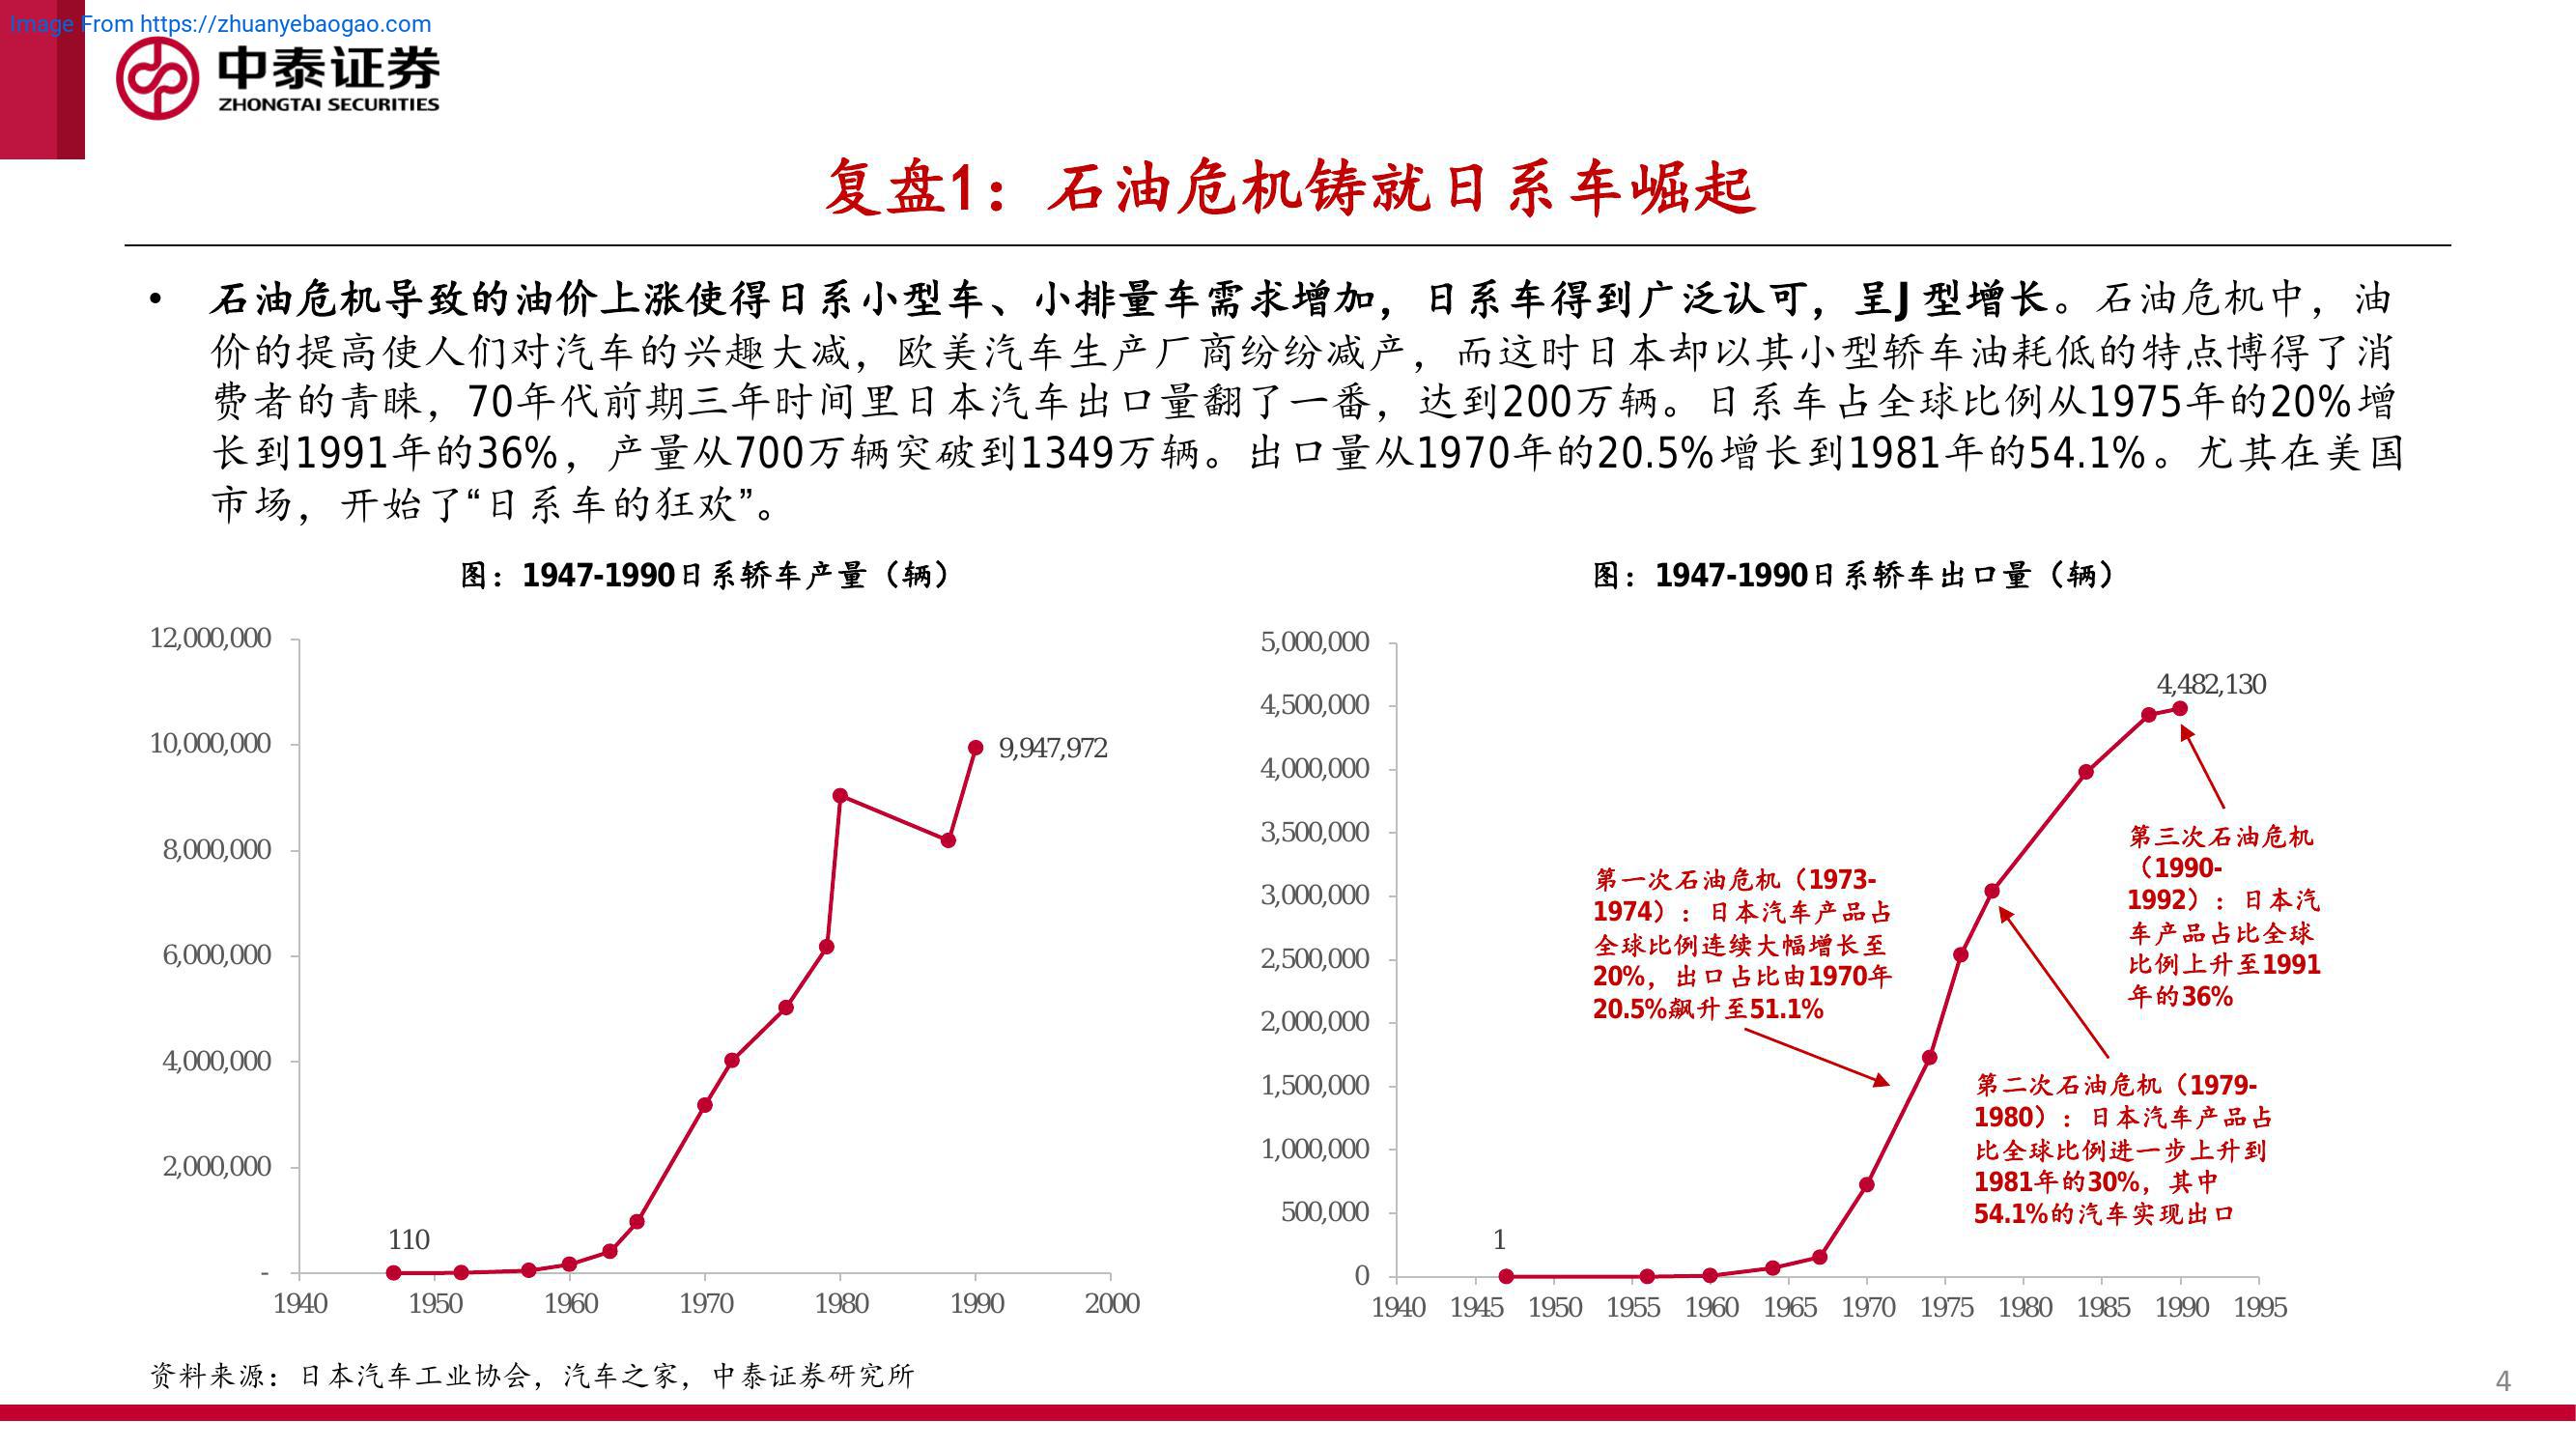 Image From https://zhuanyebaogao.com
中泰证券
ZHONGTAI SECURITIES
复盘1：石油危机铸就日系车崛起
• 石油危机导致的油价上涨使得日系小型车、小排量车需求增加，日系车得到广泛认可，呈J型增长。石油危机中，油
价的提高使人们对汽车的兴趣大减，欧美汽车生产厂商纷纷减产，而这时日本却以其小型轿车油耗低的特点博得了消
费者的青睐，70年代前期三年时间里日本汽车出口量翻了一番，达到200万辆。日系车占全球比例从1975年的20%增
长到1991年的36%，产量从700万辆突破到1349万辆。出口量从1970年的20.5%增长到1981年的54.1%。尤其在美国
市场，开始了“日系车的狂欢”。
图：1947-1990日系轿车产量（辆）
12,000,000
10,000,000
8,000,000
6,000,000
4,000,000
2,000,000
-
9,947,972
110
1940 1950 1960 1970 1980 1990 2000
图：1947-1990日系轿车出口量（辆）
5,000,000
4,500,000
4,000,000
3,500,000
3,000,000
2,500,000
2,000,000
1,500,000
1,000,000
500,000
0
4,482,130
1
第一次石油危机（1973-
1974）：日本汽车产品占
全球比例连续大幅增长至
20%，出口占比由1970年
20.5%飙升至51.1%
第三次石油危机
（1990-
1992）：日本汽
车产品占比全球
比例上升至1991
年的36%
第二次石油危机（1979-
1980）：日本汽车产品占
比全球比例进一步上升到
1981年的30%，其中
54.1%的汽车实现出口
1940 1945 1950 1955 1960 1965 1970 1975 1980 1985 1990 1995
资料来源：日本汽车工业协会，汽车之家，中泰证券研究所
4